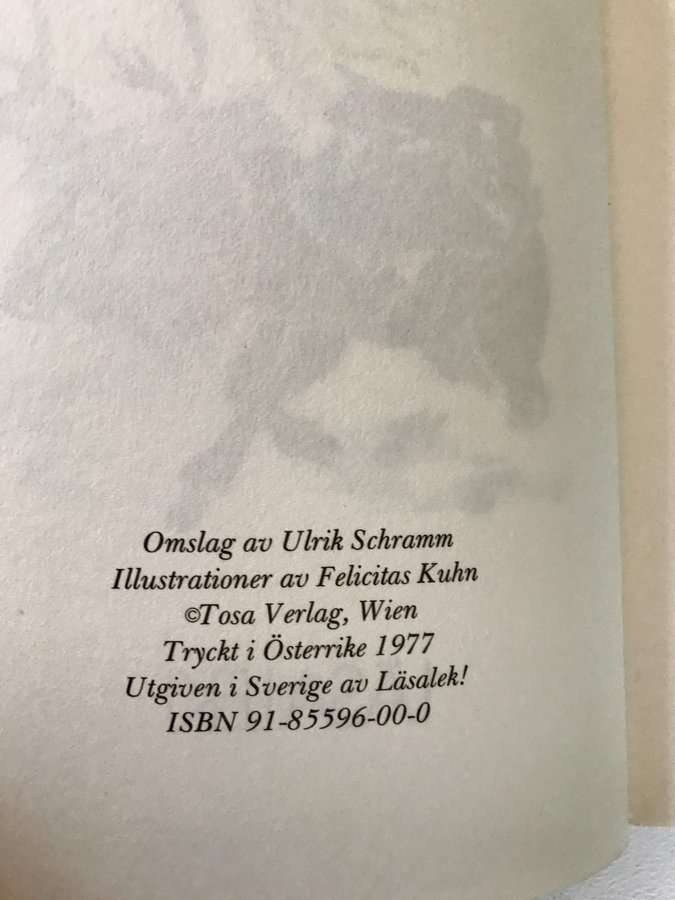 Omslag av Ulrik Schramm
Illustrationer av Felicitas Kuhn
©Tosa Verlag, Wien
Tryckt i Österrike 1977
Utgiven i Sverige av Läsalek!
ISBN 91-85596-00-0